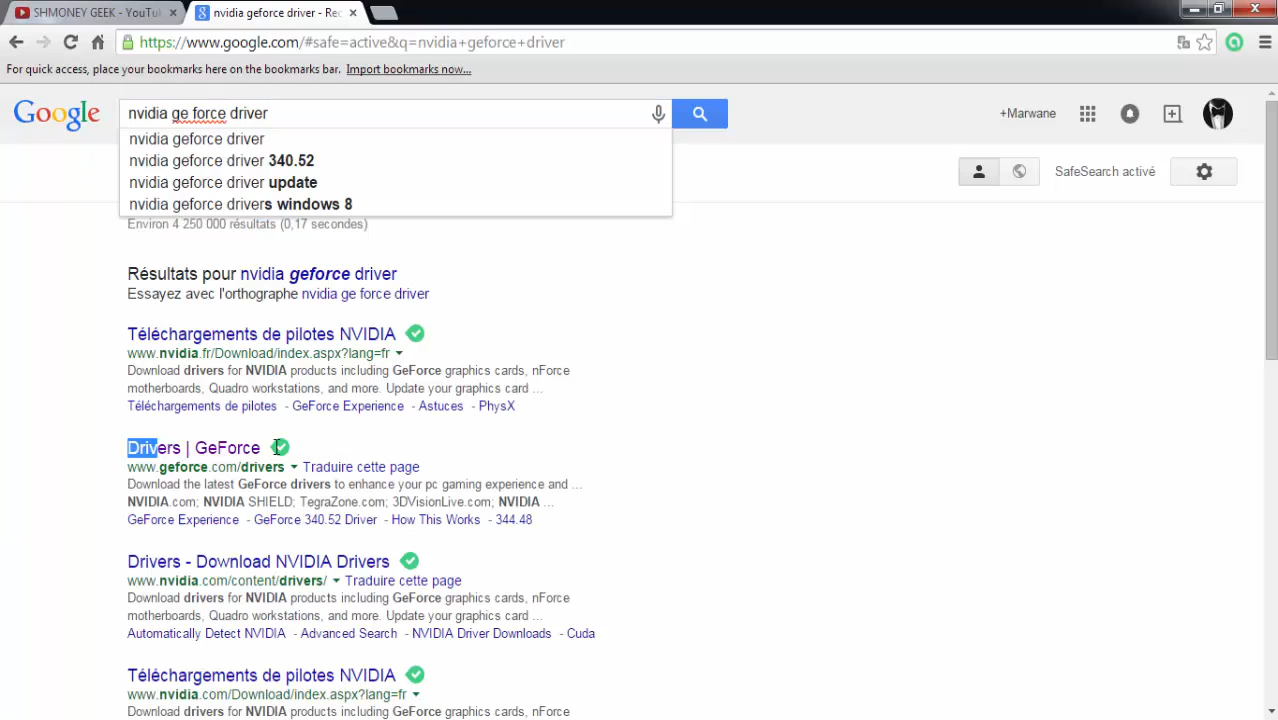 SHMONEY GEEK - YouTu
nvidia geforce driver - Rec
https://www.google.com/#safe=active&q=nvidia+geforce+driver
For quick access, place your bookmarks here on the bookmarks bar. Import bookmarks now...
Google
nvidia ge force driver
+Marwane
nvidia geforce driver
nvidia geforce driver 340.52
nvidia geforce driver update
nvidia geforce drivers windows 8
SafeSearch activé
Environ 4 250 000 résultats (0,17 secondes)
Résultats pour nvidia geforce driver
Essayez avec l'orthographe nvidia ge force driver
Téléchargements de pilotes NVIDIA
www.nvidia.fr/Download/index.aspx?lang=fr
Download drivers for NVIDIA products including GeForce graphics cards, nForce
motherboards, Quadro workstations, and more. Update your graphics card ...
Téléchargements de pilotes - GeForce Experience - Astuces - PhysX
Drivers | GeForce
www.geforce.com/drivers Traduire cette page
Download the latest GeForce drivers to enhance your pc gaming experience and ...
NVIDIA.com; NVIDIA SHIELD; TegraZone.com; 3DVisionLive.com; NVIDIA ...
GeForce Experience - GeForce 340.52 Driver - How This Works - 344.48
Drivers - Download NVIDIA Drivers
www.nvidia.com/content/drivers/ Traduire cette page
Download drivers for NVIDIA products including GeForce graphics cards, nForce
motherboards, Quadro workstations, and more. Update your graphics card ...
Automatically Detect NVIDIA - Advanced Search - NVIDIA Driver Downloads - Cuda
Téléchargements de pilotes NVIDIA
www.nvidia.com/Download/index.aspx?lang=fr
Download drivers for NVIDIA products including GeForce graphics cards, nForce